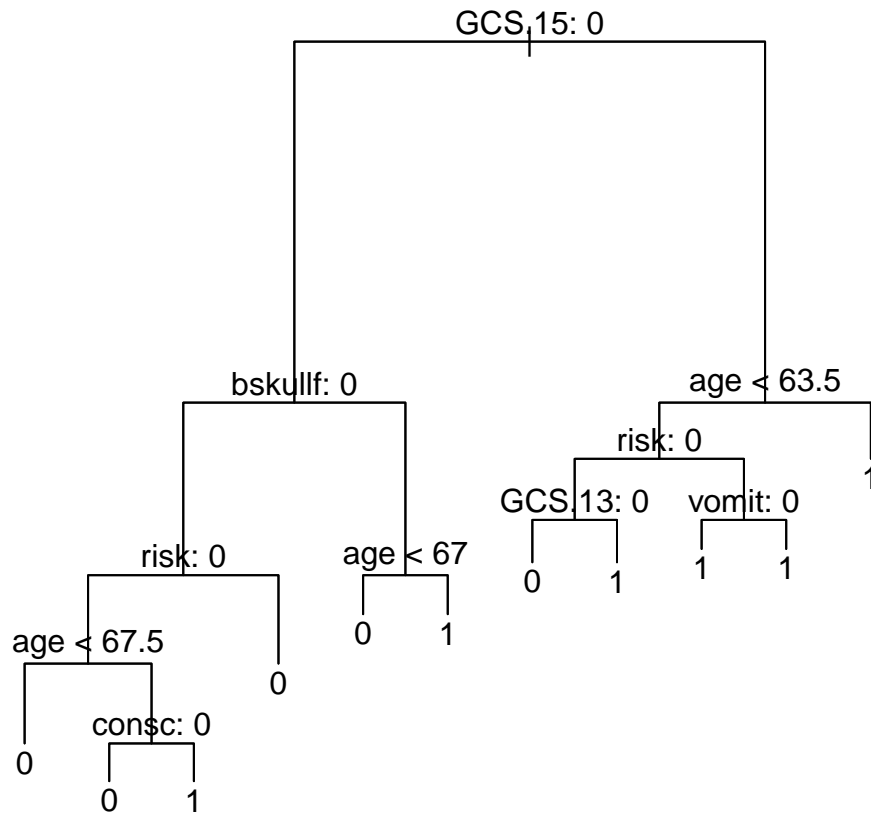 GCS.15: 0
bskullf: 0
age < 63.5
risk: 0
GCS.13: 0
vomit: 0
1
risk: 0
age < 67
0
1
1
1
age < 67.5
0
0
1
consc: 0
0
0
1